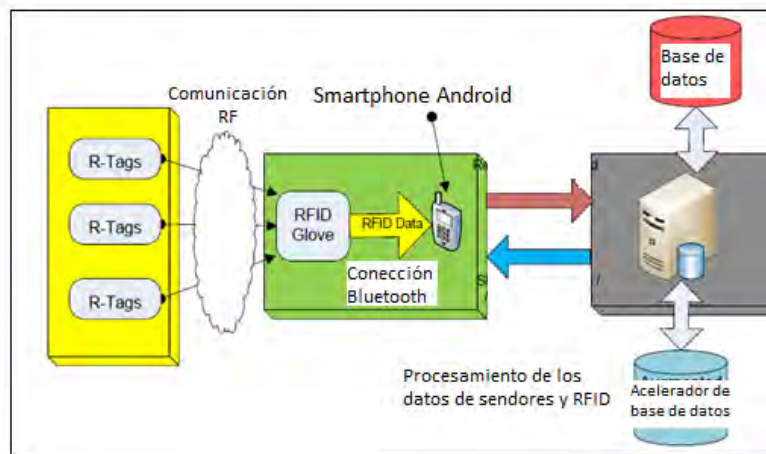 Base de
datos
Comunicación
RF
Smartphone Android
R-Tags
R-Tags
R-Tags
RFID
Glove
RFID Data
Conección
Bluetooth
Procesamiento de los
datos de sendores y RFID
Acelerador de
base de datos